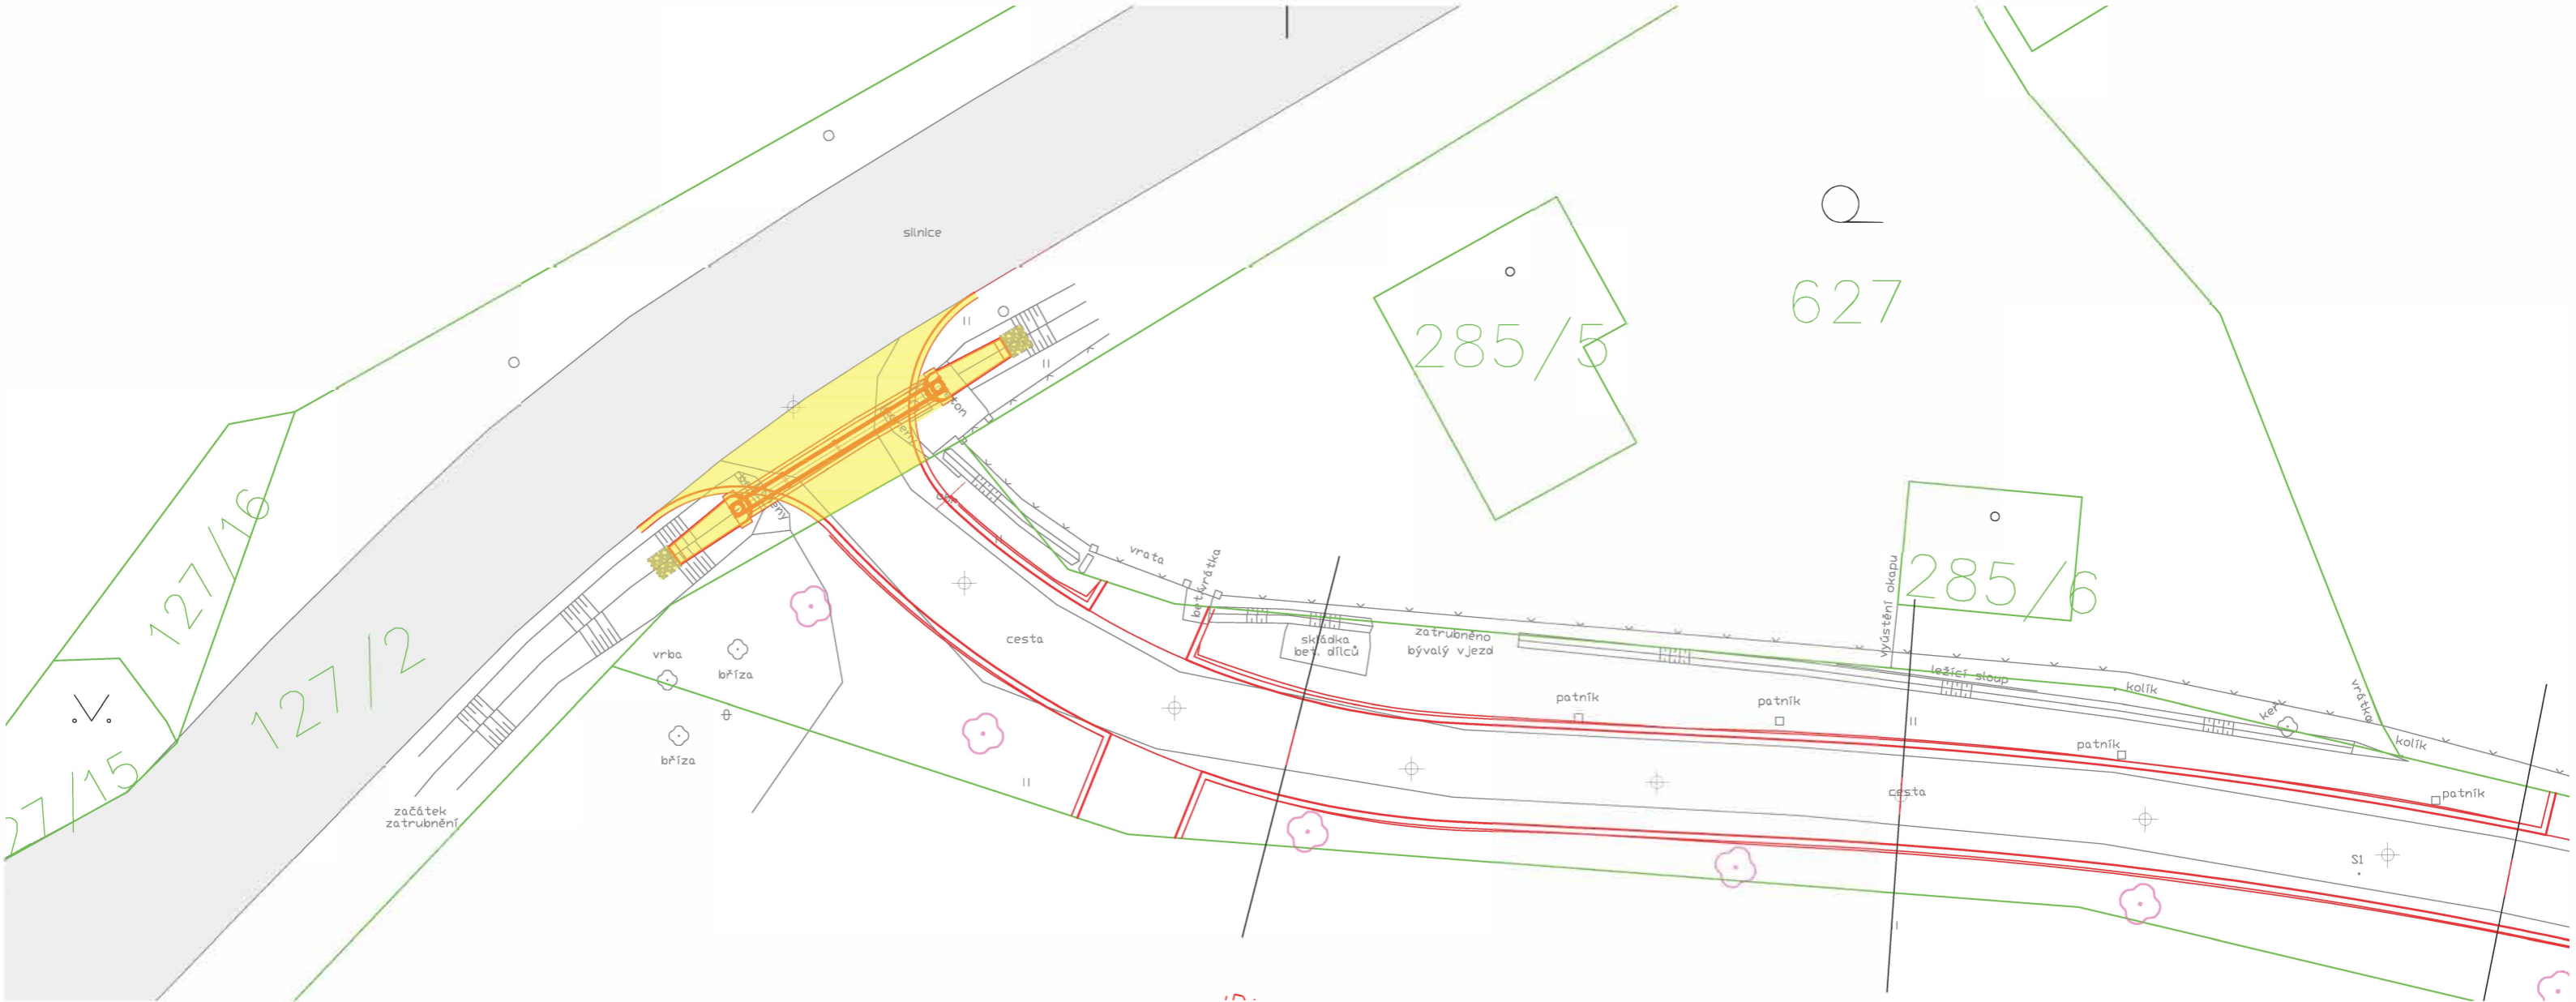 silnice
627
285/5
127/16
vrata
vrátka
vyústění okapu
285/6
127/2
vrba
bříza
cesta
skládka
bet. dílců
zatrubněno
bývalý vjezd
ležící sloup
kolík
vrátka
keř
bříza
patník
patník
patník
kolík
začátek
zatrubnění
27/15
cesta
patník
S1